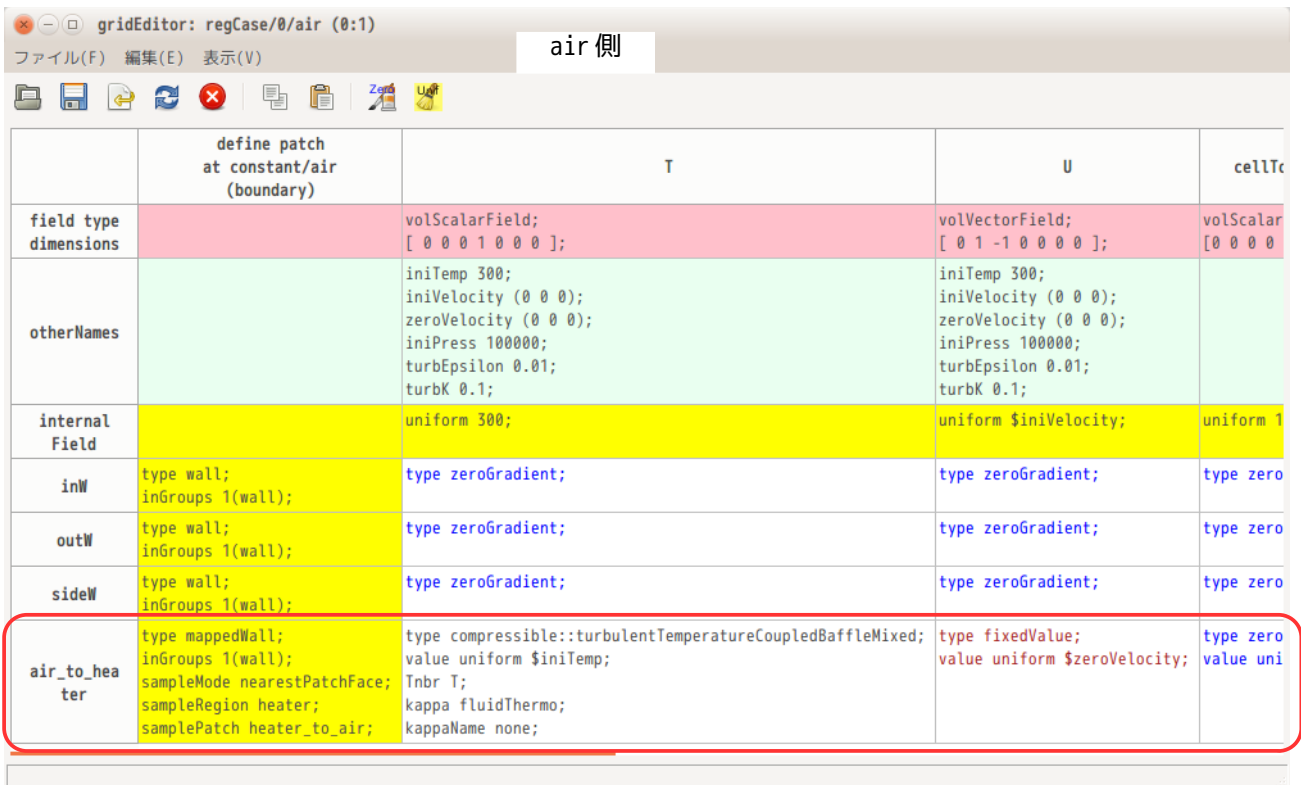 gridEditor: regCase/0/air (0:1)
air側
ファイル(F) 編集(E) 表示(V)
Zero
Unif
define patch
at constant/air
(boundary)
T
U
cellTo
field type
dimensions
volScalarField;
[ 0 0 0 1 0 0 0 ];
volVectorField;
[ 0 1 -1 0 0 0 0 ];
volScalar
[0 0 0 0
otherNames
iniTemp 300;
iniVelocity (0 0 0);
zeroVelocity (0 0 0);
iniPress 100000;
turbEpsilon 0.01;
turbK 0.1;
iniTemp 300;
iniVelocity (0 0 0);
zeroVelocity (0 0 0);
iniPress 100000;
turbEpsilon 0.01;
turbK 0.1;
internal
Field
uniform 300;
uniform $iniVelocity;
uniform 1
inW
type wall;
inGroups 1(wall);
type zeroGradient;
type zeroGradient;
type zero
outW
type wall;
inGroups 1(wall);
type zeroGradient;
type zeroGradient;
type zero
sideW
type wall;
inGroups 1(wall);
type zeroGradient;
type zeroGradient;
type zero
air_to_hea
ter
type mappedWall;
inGroups 1(wall);
sampleMode nearestPatchFace;
sampleRegion heater;
samplePatch heater_to_air;
type compressible::turbulentTemperatureCoupledBaffleMixed;
value uniform $iniTemp;
Tnbr T;
kappa fluidThermo;
kappaName none;
type fixedValue;
value uniform $zeroVelocity;
type zero
value uni